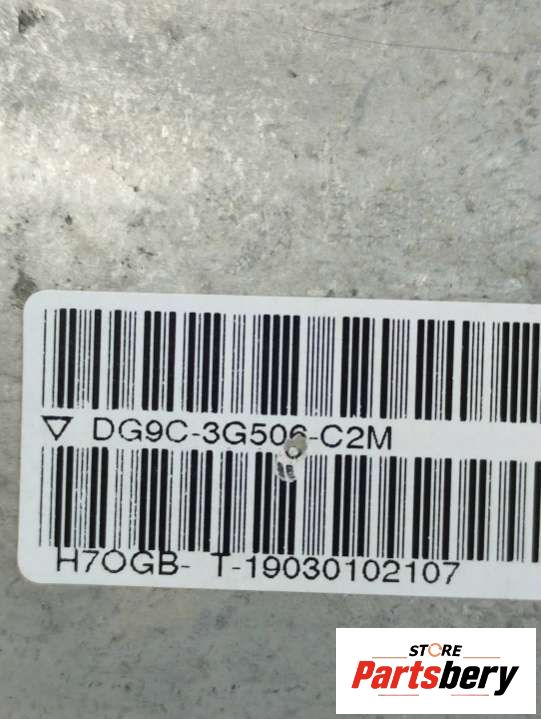 ▽ DG9C-3G506-C2M
H7OGB- T-19030102107
STORE
Partsbery